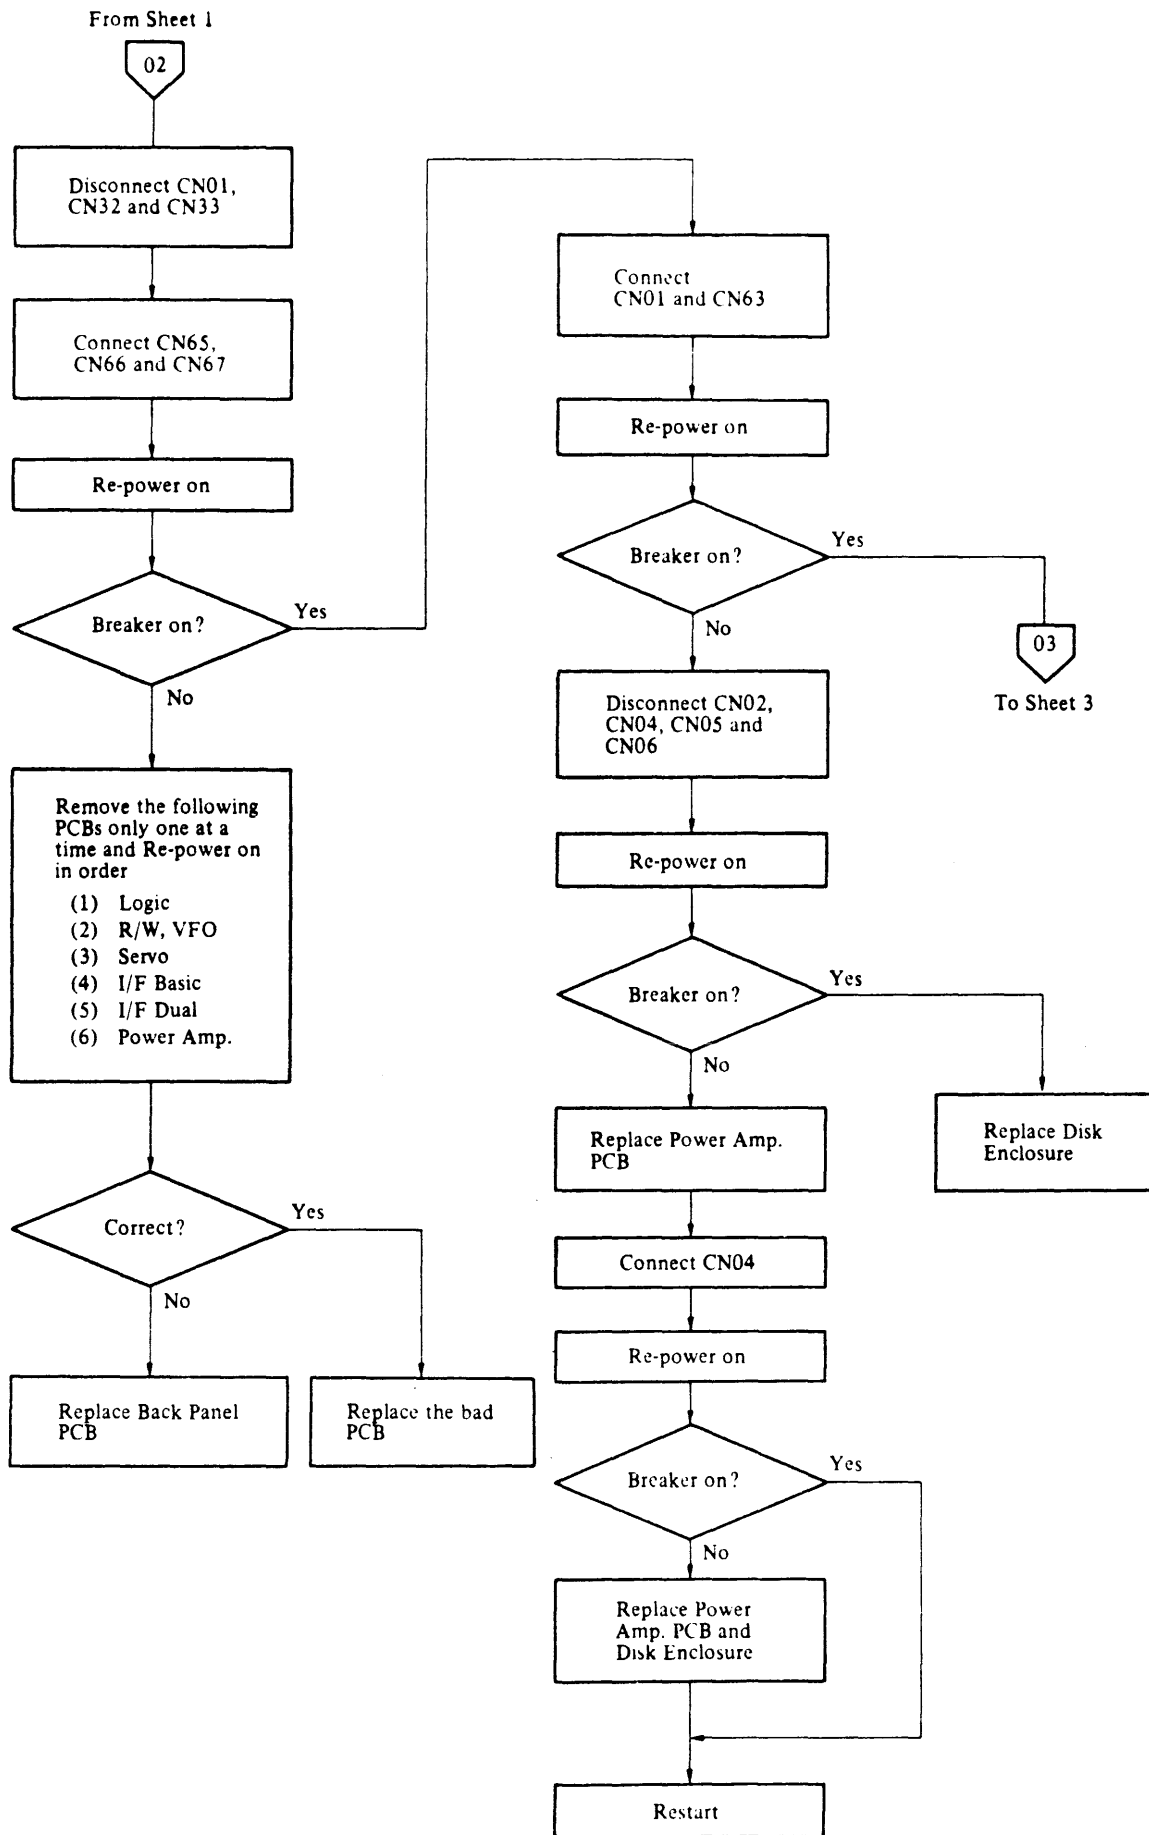 From Sheet 1
02
Disconnect CN01,
CN32 and CN33
Connect CN65,
CN66 and CN67
Re-power on
Breaker on?
Yes
No
Remove the following
PCBs only one at a
time and Re-power on
in order
(1) Logic
(2) R/W, VFO
(3) Servo
(4) I/F Basic
(5) I/F Dual
(6) Power Amp.
Correct?
Yes
No
Replace Back Panel
PCB
Replace the bad
PCB
Connect
CN01 and CN63
Re-power on
Breaker on?
Yes
No
03
To Sheet 3
Disconnect CN02,
CN04, CN05 and
CN06
Re-power on
Breaker on?
Yes
No
Replace Disk
Enclosure
Replace Power Amp.
PCB
Connect CN04
Re-power on
Breaker on?
Yes
No
Replace Power
Amp. PCB and
Disk Enclosure
Restart